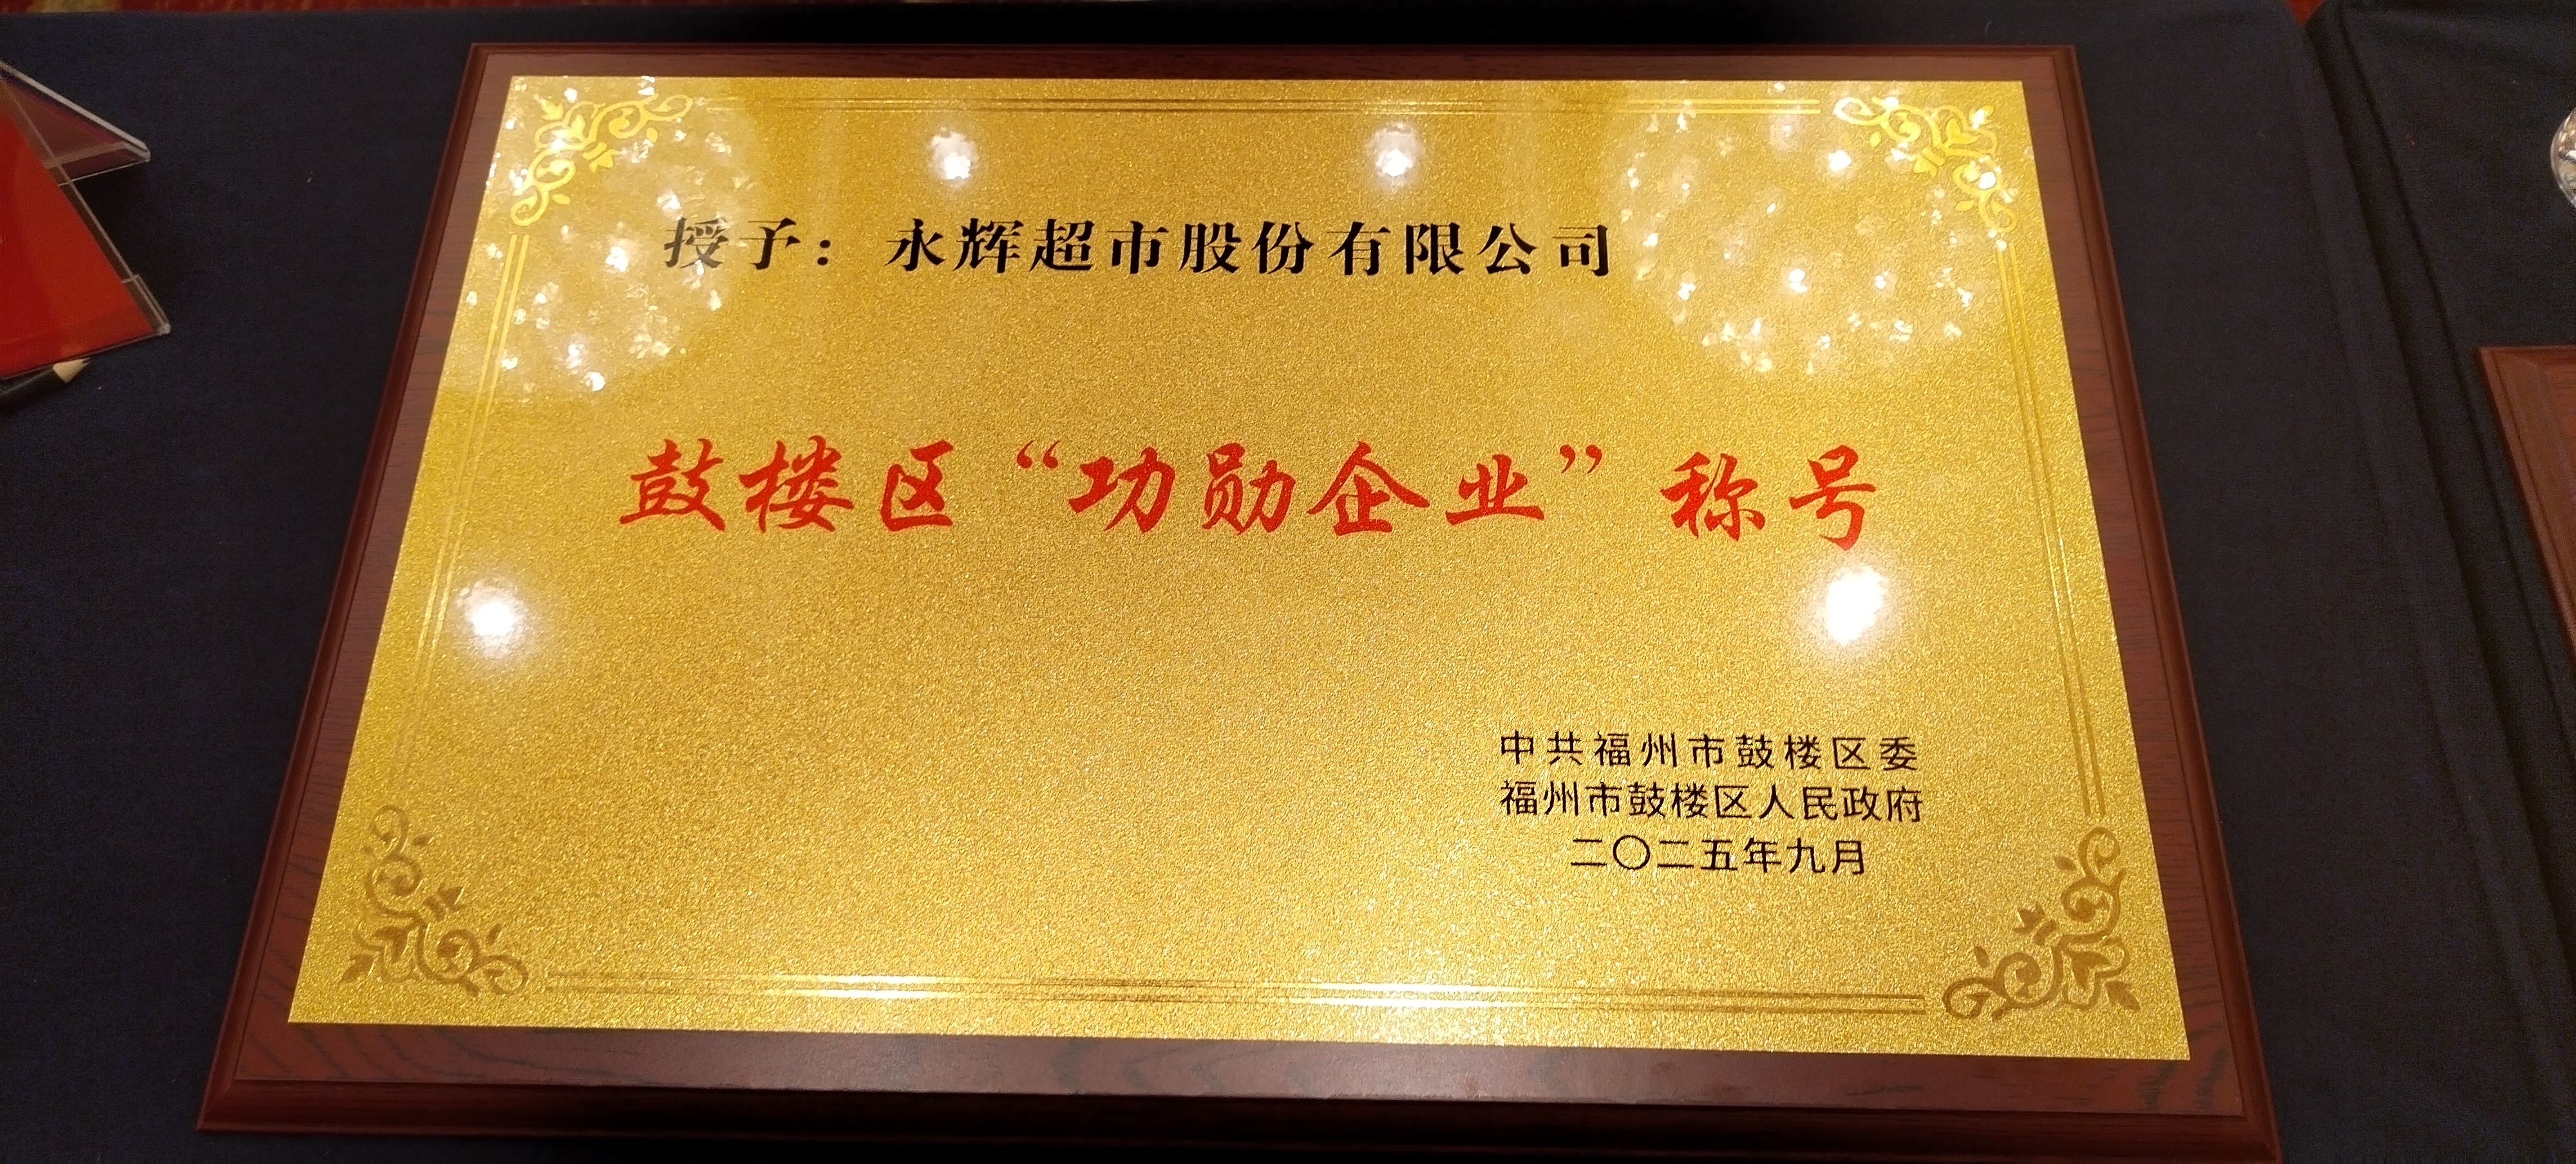 授予：永辉超市股份有限公司
鼓楼区“功勋企业”称号
中共福州市鼓楼区委
福州市鼓楼区人民政府
二〇二五年九月